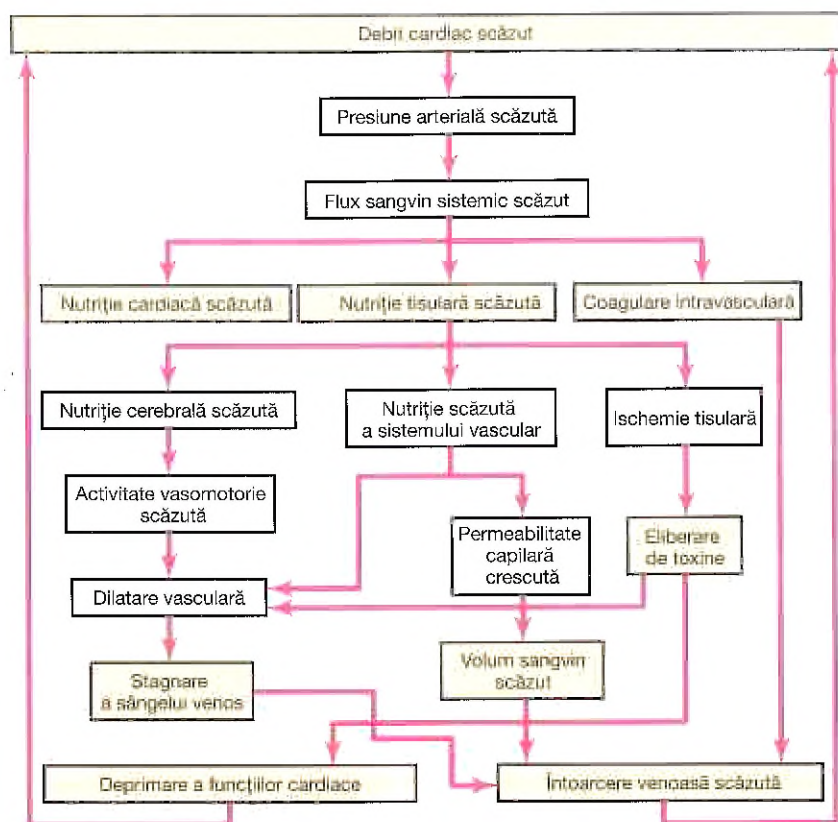 Debit cardiac scăzut
Presiune arterială scăzută
Flux sangvin sistemic scăzut
Nutriție cardiacă scăzută
Nutriție tisulară scăzută
Coagulare intravasculară
Nutriție cerebrală scăzută
Nutriție scăzută
a sistemului vascular
Ischemie tisulară
Activitate vasomotorie
scăzută
Permeabilitate
capilară
crescută
Eliberare
de toxine
Dilatare vasculară
Stagnare
a sângelui venos
Volum sangvin
scăzut
Deprimare a funcțiilor cardiace
Întoarcere venoasă scăzută